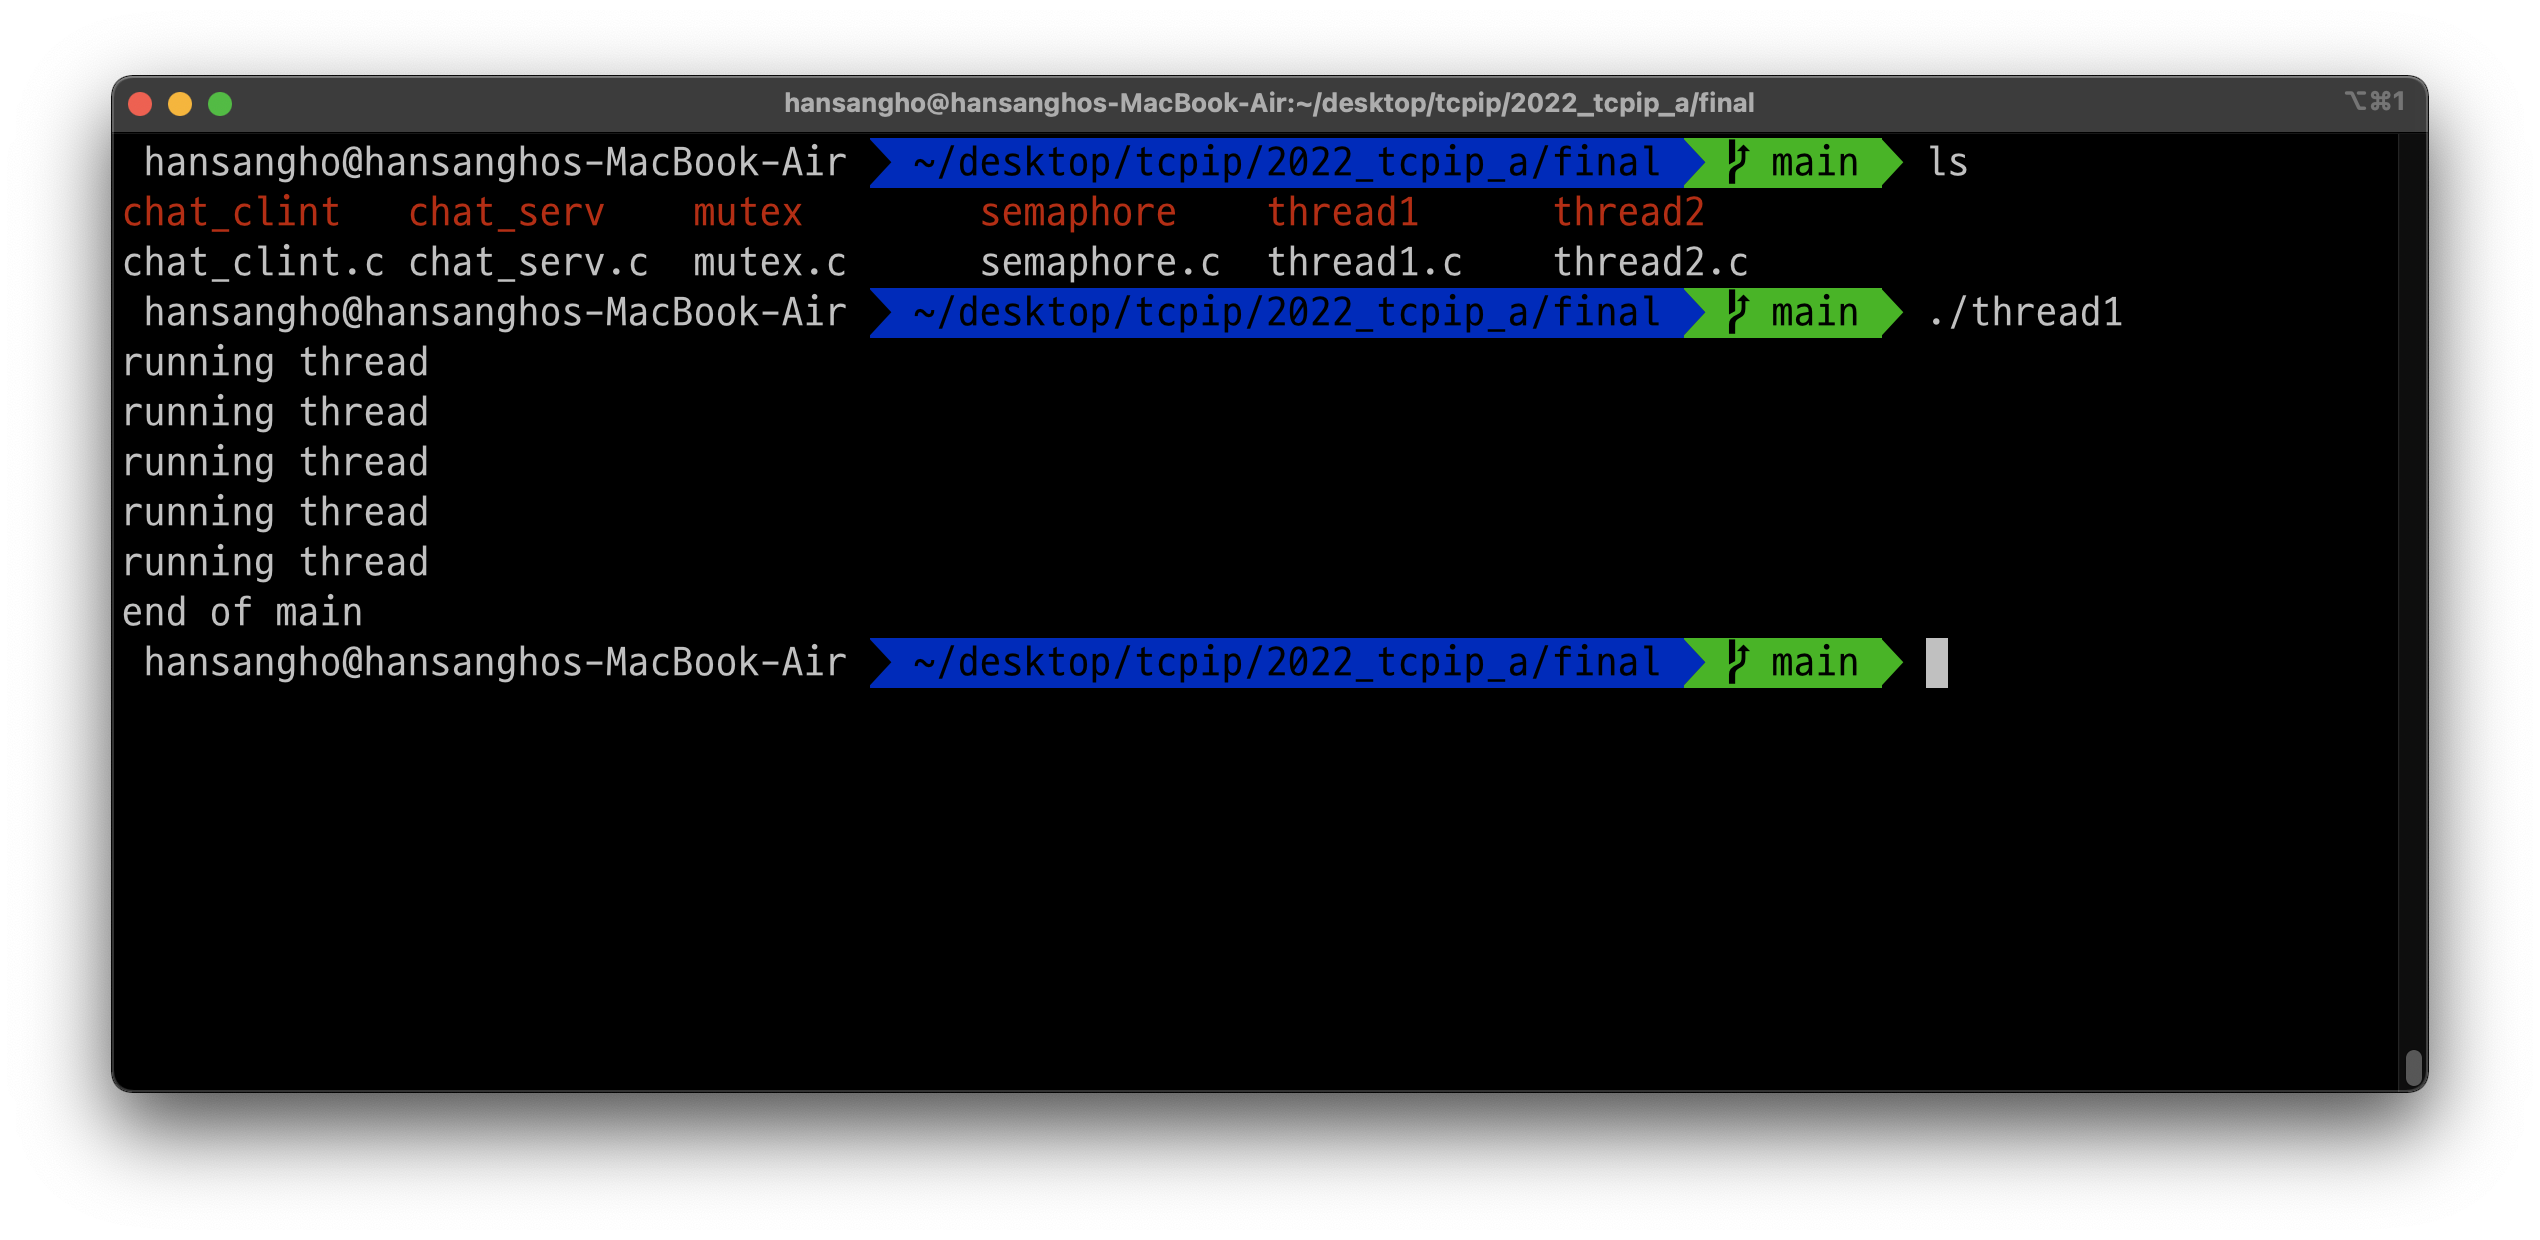 hansangho@hansanghos-MacBook-Air:~/desktop/tcpip/2022_tcpip_a/final ⌥⌘1
hansangho@hansanghos-MacBook-Air ~/desktop/tcpip/2022_tcpip_a/final main ls
chat_clint chat_serv mutex semaphore thread1 thread2
chat_clint.c chat_serv.c mutex.c semaphore.c thread1.c thread2.c
hansangho@hansanghos-MacBook-Air ~/desktop/tcpip/2022_tcpip_a/final main ./thread1
running thread
running thread
running thread
running thread
running thread
end of main
hansangho@hansanghos-MacBook-Air ~/desktop/tcpip/2022_tcpip_a/final main